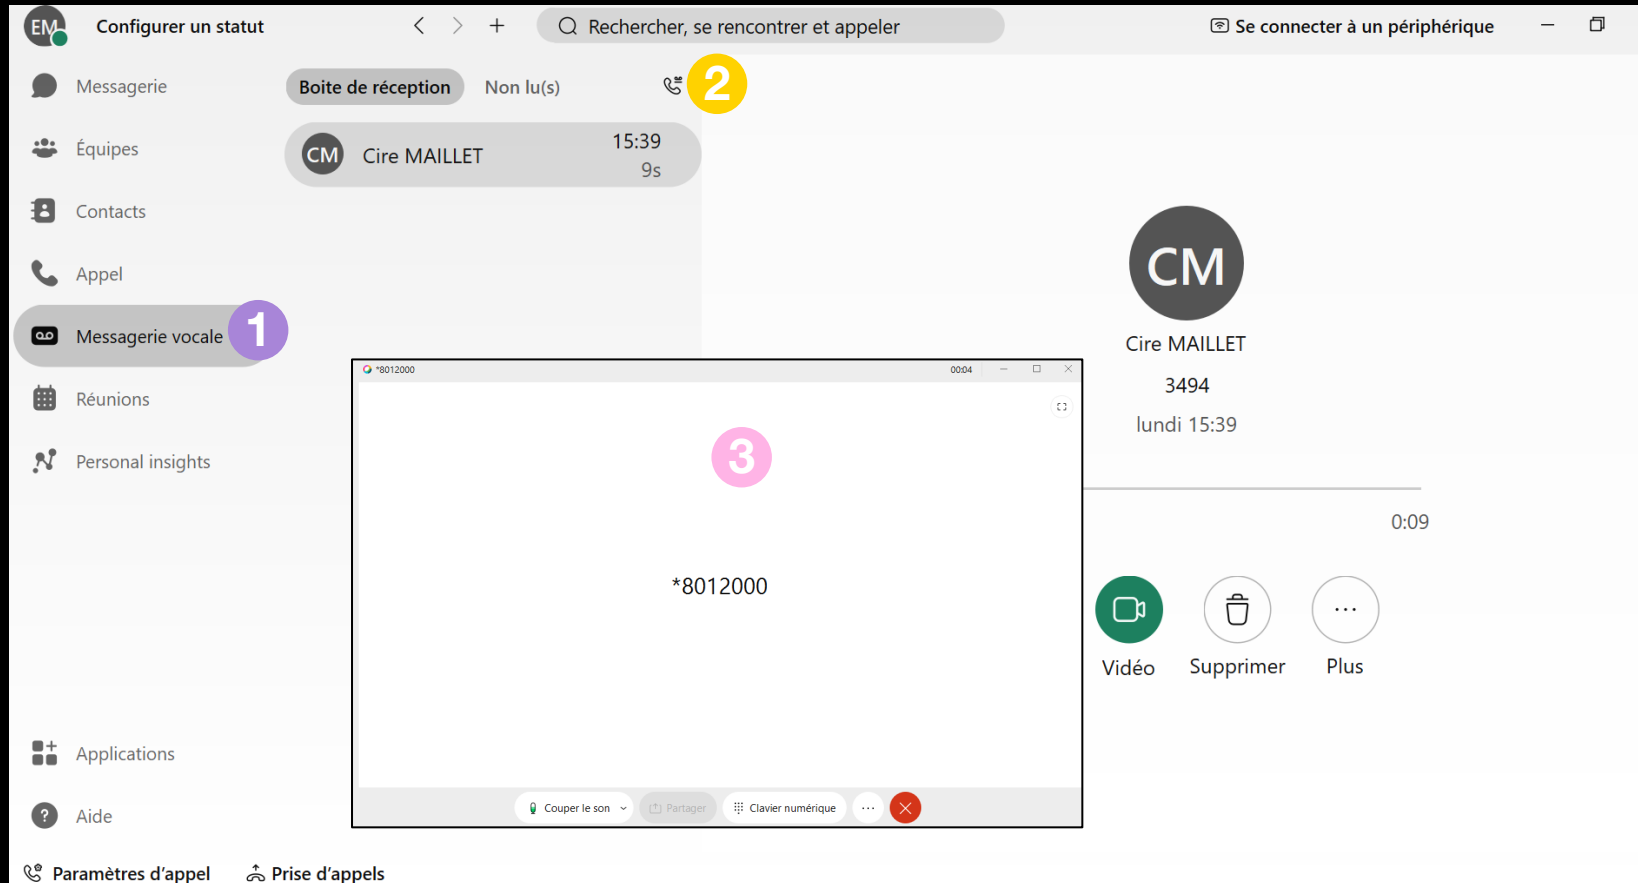 EM
Configurer un statut
Rechercher, se rencontrer et appeler
Se connecter à un périphérique
Messagerie
Équipes
Contacts
Appel
Messagerie vocale
1
Réunions
Personal insights
Applications
? Aide
Paramètres d'appel
Prise d'appels
Boite de réception
Non lu(s)
2
CM
Cire MAILLET
15:39
9s
*8012000
00:04
3
*8012000
Couper le son
Partager
Clavier numérique
CM
Cire MAILLET
3494
lundi 15:39
0:09
Vidéo
Supprimer
Plus